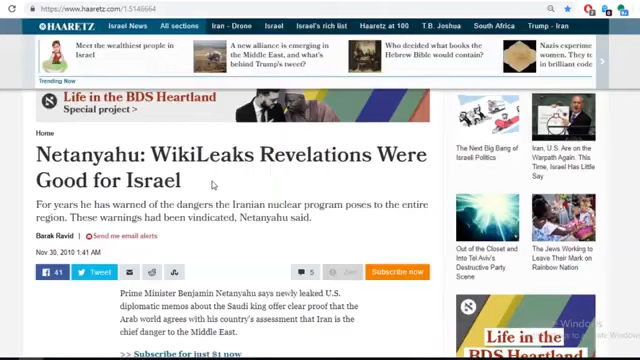 https://www.haaretz.com/1.5146664
HAARETZ Israel News All sections Iran - Drone Israel Revelations Israel's rich list Haaretz at 100 T.B. Joshua South Africa Trump - Iran
Meet the wealthiest people in Israel
A new alliance is emerging in the Middle East, and what's behind Trump's tweet?
Who decided what books the Hebrew Bible would contain?
Nazis experime
women. They to
in brilliant code
Trending Now
Life in the BDS Heartland
Special project >
Home
Netanyahu: WikiLeaks Revelations Were
Good for Israel
For years he has warned of the dangers the Iranian nuclear program poses to the entire
region. These warnings had been vindicated, Netanyahu said.
Barak Ravid Send me email alerts
Nov 30, 2010 1:41 AM
41 Tweet 5 Zen Subscribe now
Prime Minister Benjamin Netanyahu says newly leaked U.S.
diplomatic memos about the Saudi king offer clear proof that the
Arab world agrees with his country's assessment that Iran is the
chief danger to the Middle East.
>> Subscribe for just $1 now
The Next Big Bang of
Israeli Politics
Iran, U.S. Are on the
Warpath Again. This
Time, Israel Has Little
Say
Out of the Closet and
Into Tel Aviv's
Destructive Party
Scene
The Jews Working to
Leave Their Mark on
Rainbow Nation
Life in the
BDS Heartland
Windows